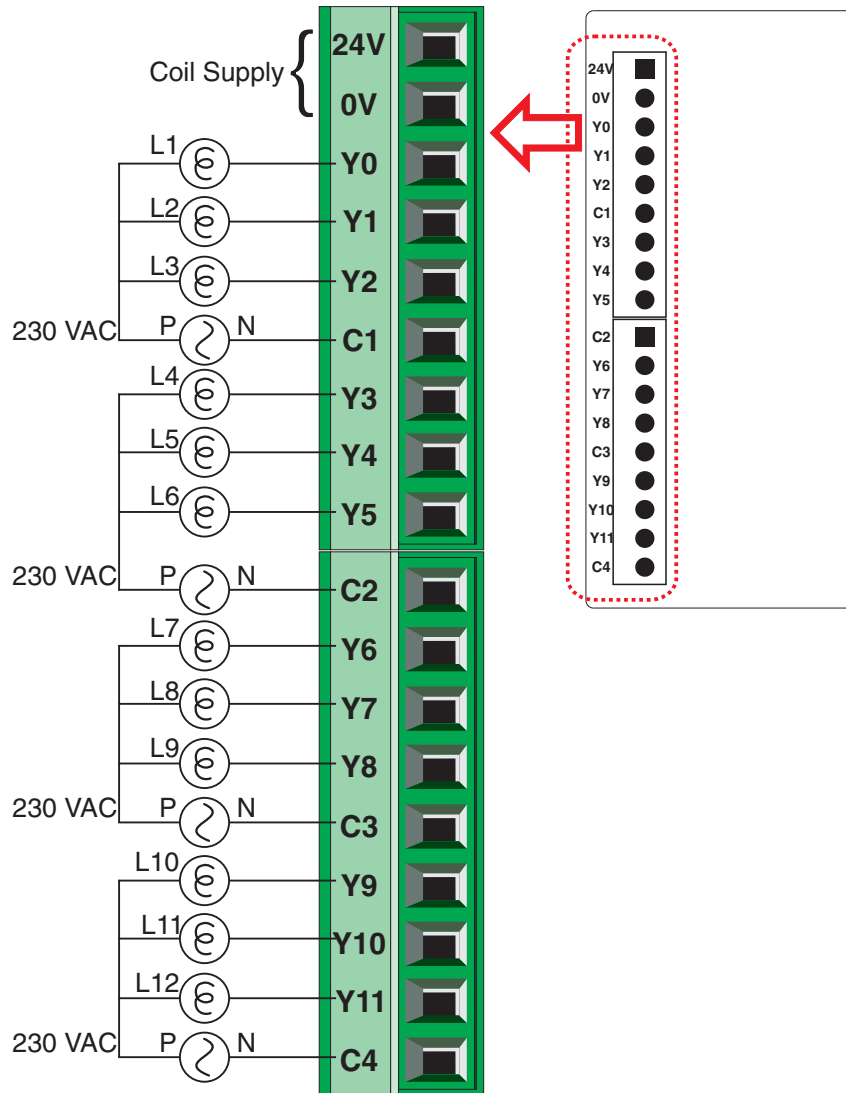 24V
Coil Supply
0V
L1 Y0
L2 Y1
L3 Y2
230 VAC P N C1
L4 Y3
L5 Y4
L6 Y5
230 VAC P N C2
L7 Y6
L8 Y7
L9 Y8
230 VAC P N C3
L10 Y9
L11 Y10
L12 Y11
230 VAC P N C4
24V
0V
Y0
Y1
Y2
C1
Y3
Y4
Y5
C2
Y6
Y7
Y8
C3
Y9
Y10
Y11
C4